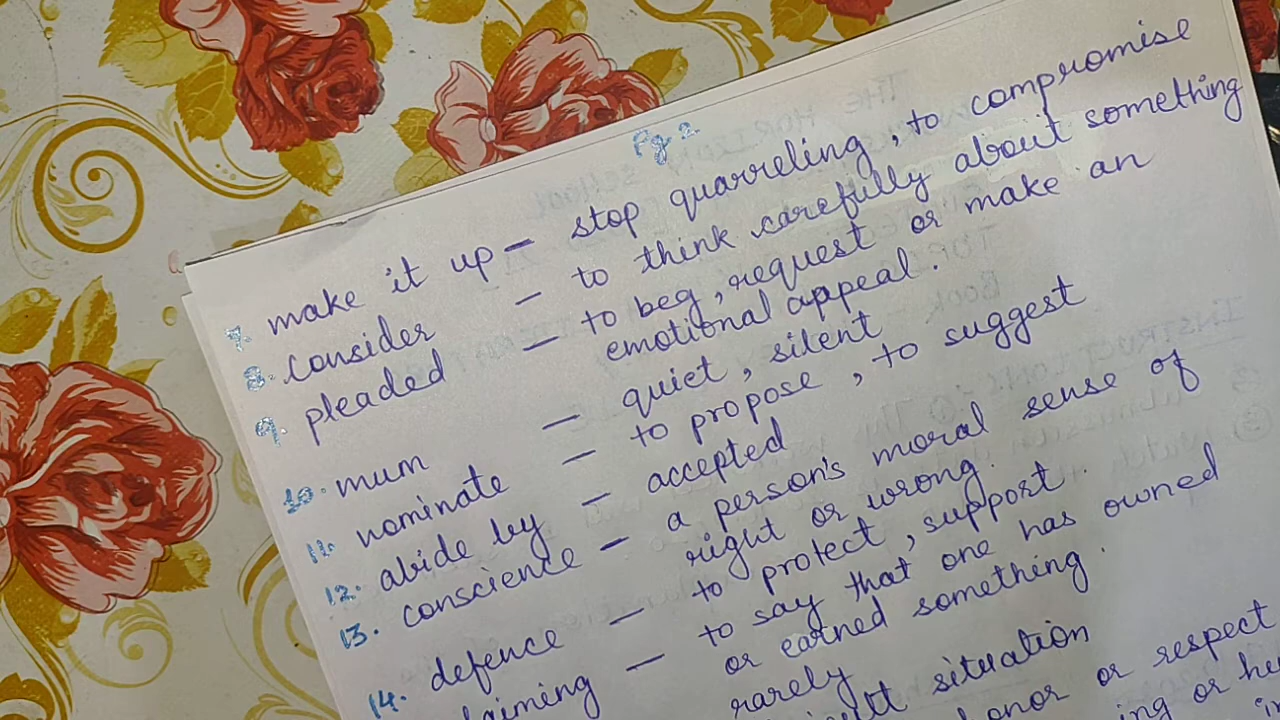 Pg 2
7. make it up - stop quarreling, to compromise
8. consider - to think carefully about something
9. pleaded - to beg, request or make an
emotional appeal.
10. mum - quiet, silent
11. nominate - to propose, to suggest
12. abide by - accepted
13. conscience - a person's moral sense of
right or wrong.
14. defence - to protect, support.
- to say that one has owned
or earned something.
rarely
situation
or respect
or